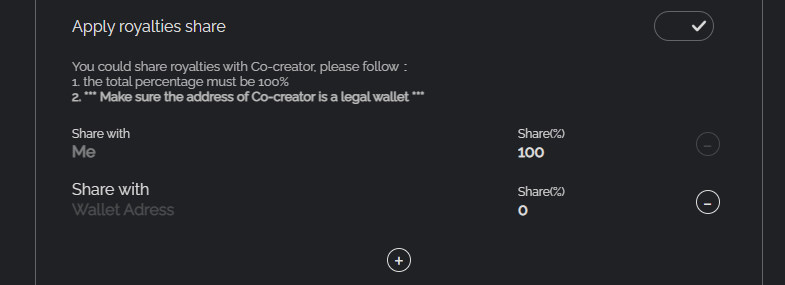 Apply royalties share
You could share royalties with Co-creator, please follow：
1. the total percentage must be 100%
2. *** Make sure the address of Co-creator is a legal wallet ***
Share with Share(%)
Me 100
Share with Share(%)
Wallet Adress 0